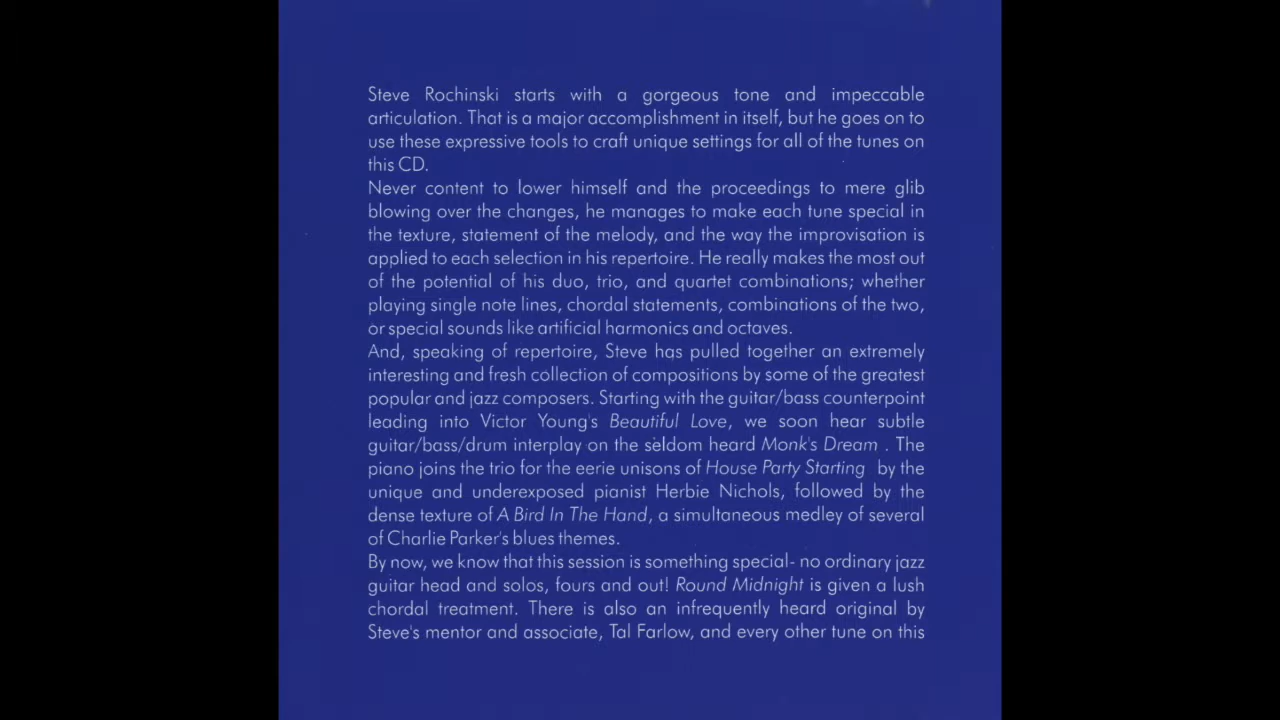 Steve Rochinski starts with a gorgeous tone and impeccable
articulation. That is a major accomplishment in itself, but he goes on to
use these expressive tools to craft unique settings for all of the tunes on
this CD.
Never content to lower himself and the proceedings to mere glib
blowing over the changes, he manages to make each tune special in
the texture, statement of the melody, and the way the improvisation is
applied to each selection in his repertoire. He really makes the most out
of the potential of his duo, trio, and quartet combinations; whether
playing single note lines, chordal statements, combinations of the two,
or special sounds like artificial harmonics and octaves.
And, speaking of repertoire, Steve has pulled together an extremely
interesting and fresh collection of compositions by some of the greatest
popular and jazz composers. Starting with the guitar/bass counterpoint
leading into Victor Young's Beautiful Love, we soon hear subtle
guitar/bass/drum interplay on the seldom heard Monk's Dream . The
piano joins the trio for the eerie unisons of House Party Starting by the
unique and underexposed pianist Herbie Nichols, followed by the
dense texture of A Bird In The Hand, a simultaneous medley of several
of Charlie Parker's blues themes.
By now, we know that this session is something special- no ordinary jazz
guitar head and solos, fours and out! Round Midnight is given a lush
chordal treatment. There is also an infrequently heard original by
Steve's mentor and associate, Tal Farlow, and every other tune on this